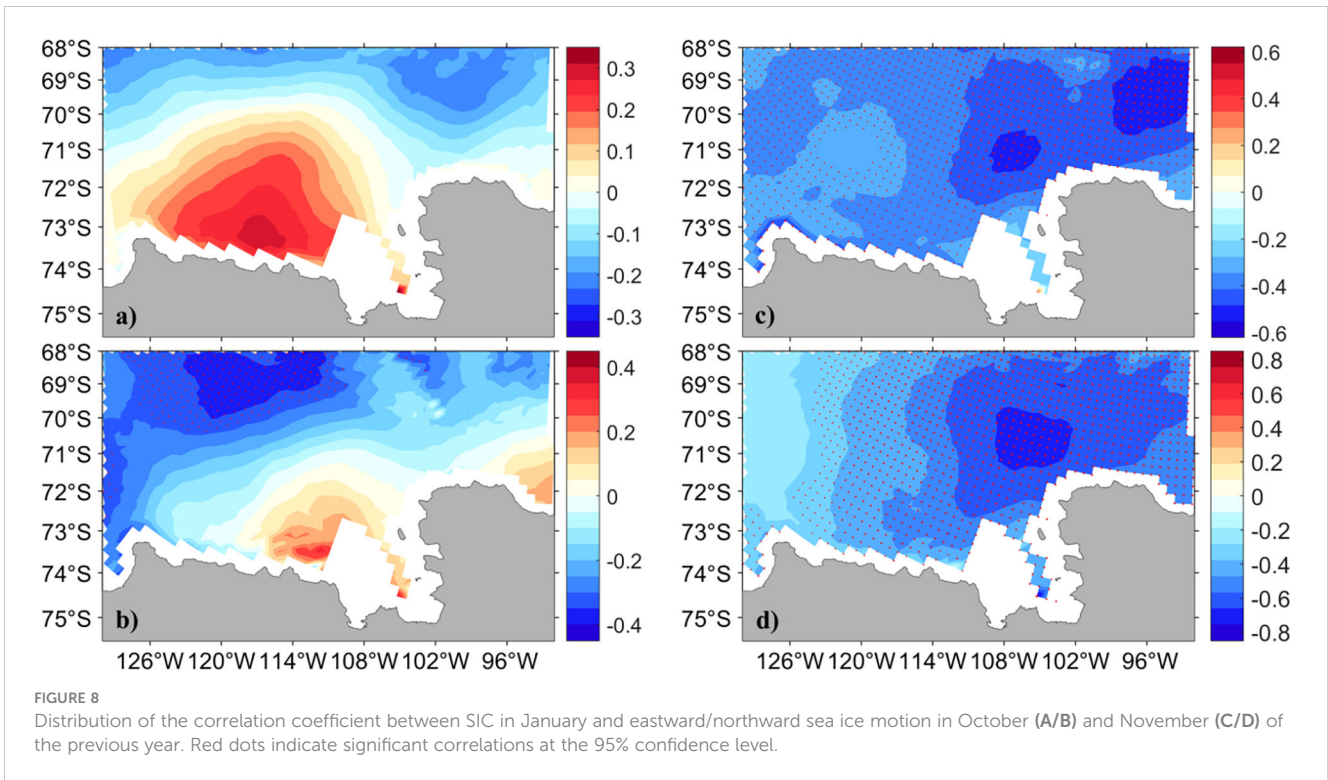 68°S
69°S
70°S
71°S
72°S
73°S
74°S
75°S
a)
0.3
0.2
0.1
0
-0.1
-0.2
-0.3
68°S
69°S
70°S
71°S
72°S
73°S
74°S
75°S
c)
0.6
0.4
0.2
0
-0.2
-0.4
-0.6
68°S
69°S
70°S
71°S
72°S
73°S
74°S
75°S
b)
126°W 120°W 114°W 108°W 102°W 96°W
0.4
0.2
0
-0.2
-0.4
68°S
69°S
70°S
71°S
72°S
73°S
74°S
75°S
d)
126°W 120°W 114°W 108°W 102°W 96°W
0.8
0.6
0.4
0.2
0
-0.2
-0.4
-0.6
-0.8
FIGURE 8
Distribution of the correlation coefficient between SIC in January and eastward/northward sea ice motion in October (A/B) and November (C/D) of
the previous year. Red dots indicate significant correlations at the 95% confidence level.